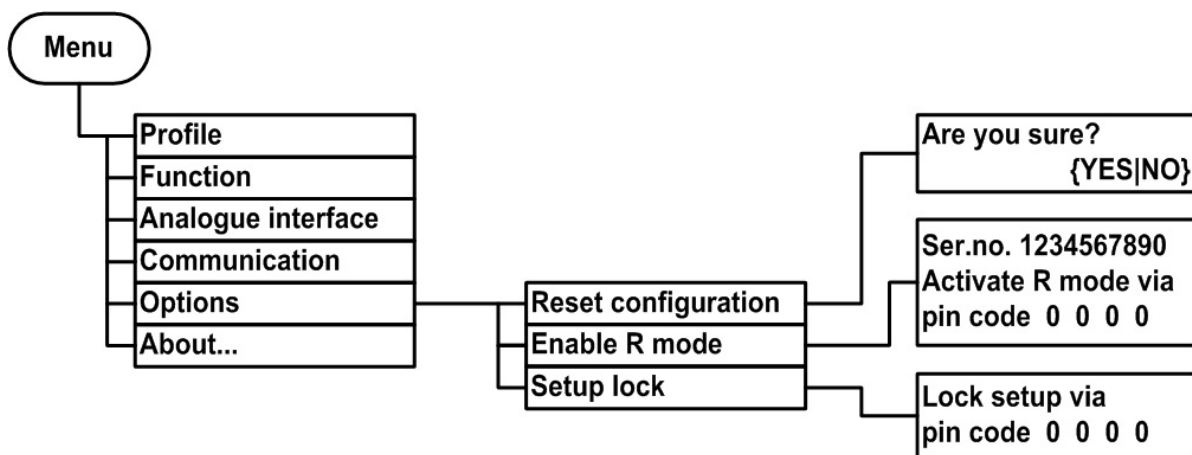 Menu
Profile
Function
Analogue interface
Communication
Options
About...
Reset configuration
Enable R mode
Setup lock
Are you sure?
{YES|NO}
Ser.no. 1234567890
Activate R mode via
pin code 0 0 0 0
Lock setup via
pin code 0 0 0 0